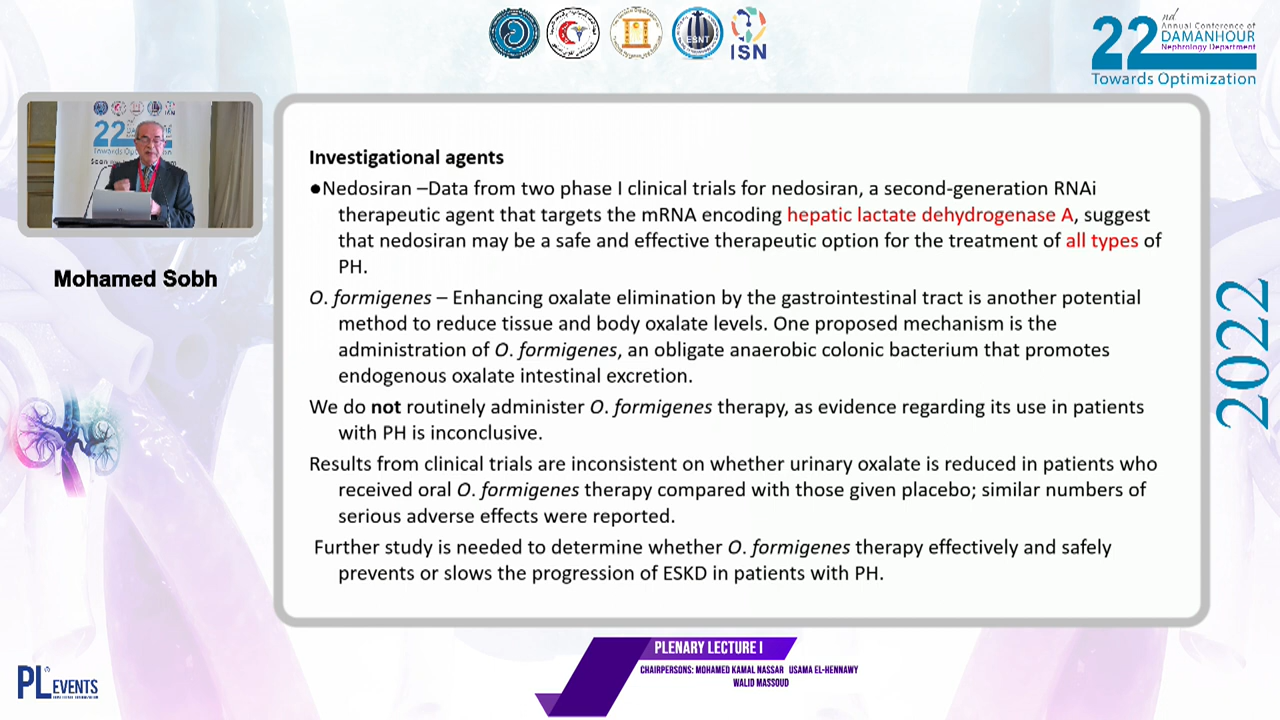 ESNT
ISN
22
nd
Annual Conference of
DAMANHOUR
Nephrology Department
Towards Optimization
22
Towards Optim
Mohamed Sobh
Investigational agents
●Nedosiran –Data from two phase I clinical trials for nedosiran, a second-generation RNAi
therapeutic agent that targets the mRNA encoding hepatic lactate dehydrogenase A, suggest
that nedosiran may be a safe and effective therapeutic option for the treatment of all types of
PH.
O. formigenes – Enhancing oxalate elimination by the gastrointestinal tract is another potential
method to reduce tissue and body oxalate levels. One proposed mechanism is the
administration of O. formigenes, an obligate anaerobic colonic bacterium that promotes
endogenous oxalate intestinal excretion.
We do not routinely administer O. formigenes therapy, as evidence regarding its use in patients
with PH is inconclusive.
Results from clinical trials are inconsistent on whether urinary oxalate is reduced in patients who
received oral O. formigenes therapy compared with those given placebo; similar numbers of
serious adverse effects were reported.
Further study is needed to determine whether O. formigenes therapy effectively and safely
prevents or slows the progression of ESKD in patients with PH.
2022
PLENARY LECTURE I
CHAIRPERSONS: MOHAMED KAMAL NASSAR USAMA EL-HENNAWY
WALID MASSOUD
PL EVENTS